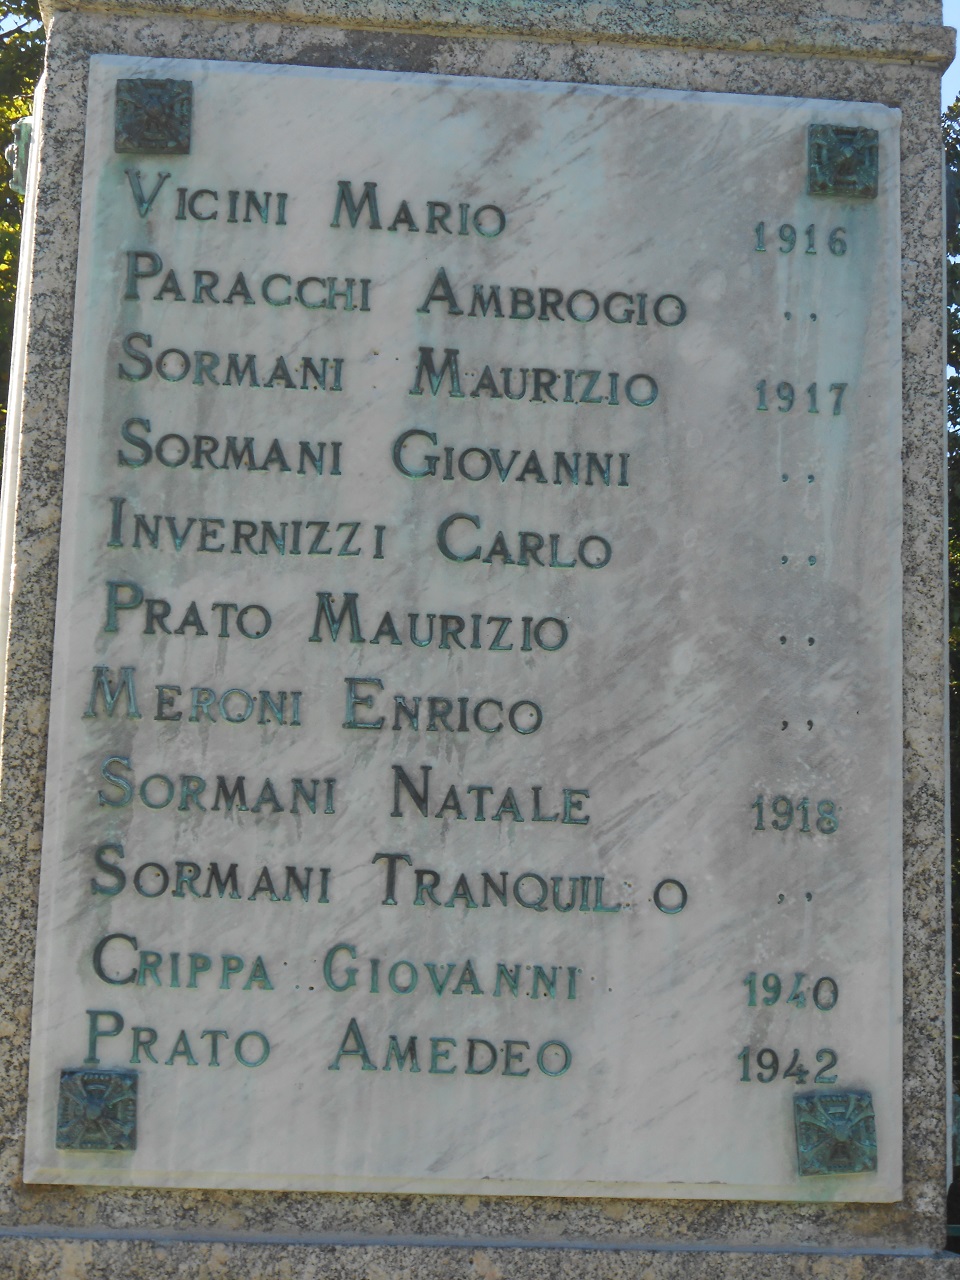 VICINI MARIO 1916
PARACCHI AMBROGIO ,,
SORMANI MAURIZIO 1917
SORMANI GIOVANNI ,,
INVERNIZZI CARLO ,,
PRATO MAURIZIO ,,
MERONI ENRICO ,,
SORMANI NATALE 1918
SORMANI TRANQUILLO ,,
CRIPPA GIOVANNI 1940
PRATO AMEDEO 1942